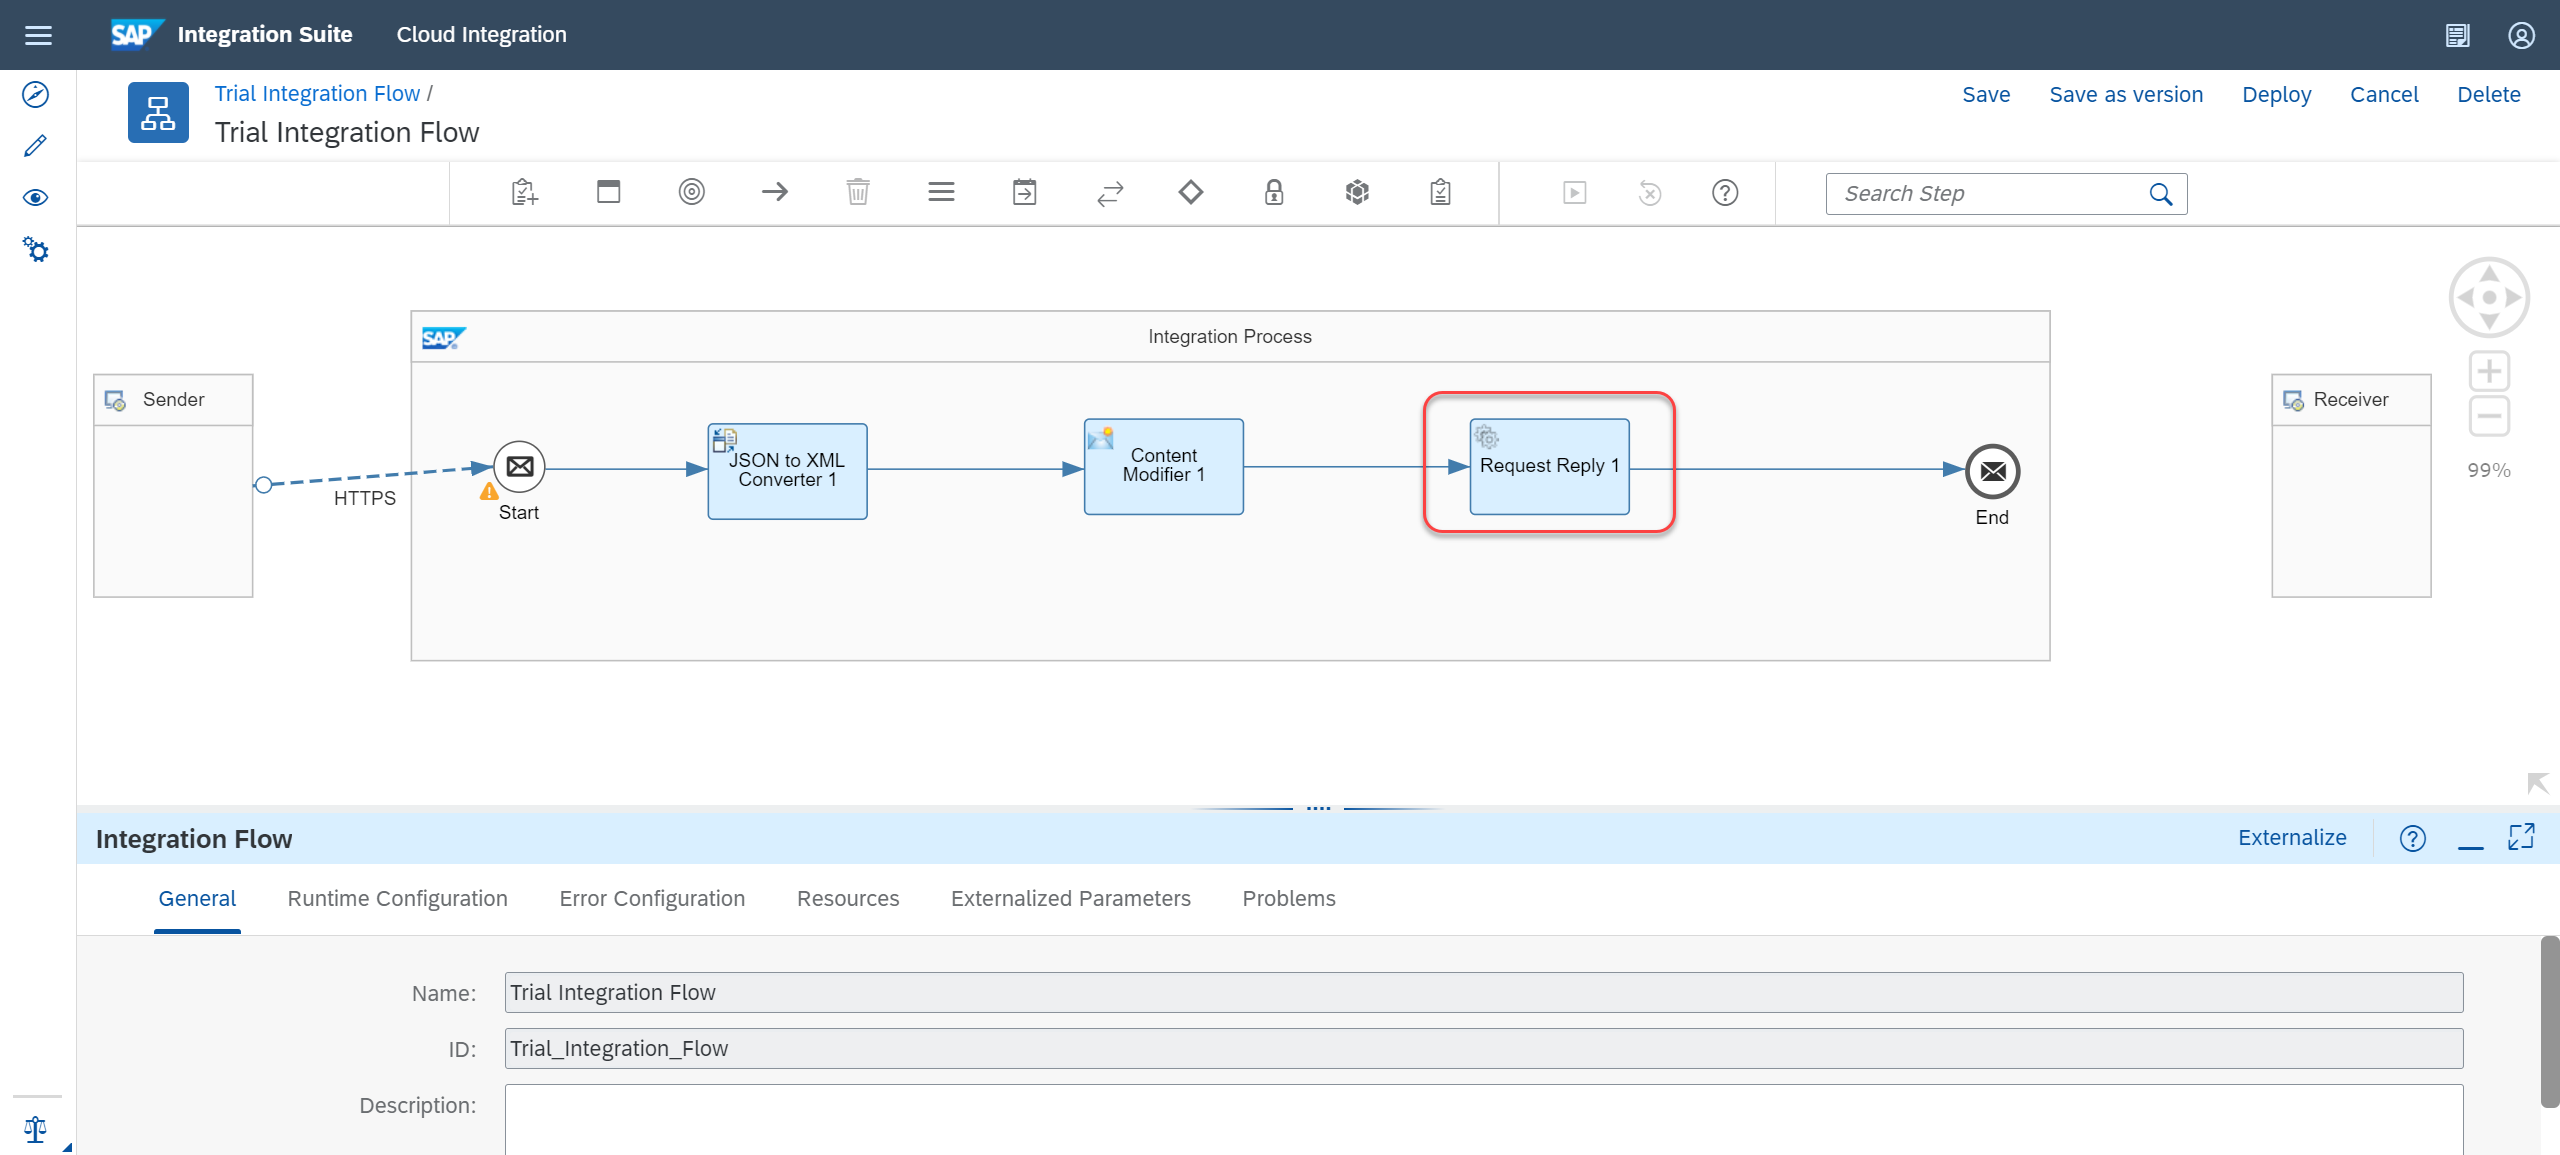 SAP Integration Suite Cloud Integration
Trial Integration Flow /
Trial Integration Flow
Save Save as version Deploy Cancel Delete
Search Step
SAP Integration Process
Sender
HTTPS
Start
JSON to XML
Converter 1
Content
Modifier 1
Request Reply 1
End
Receiver
99%
Integration Flow
Externalize
General Runtime Configuration Error Configuration Resources Externalized Parameters Problems
Name: Trial Integration Flow
ID: Trial_Integration_Flow
Description: